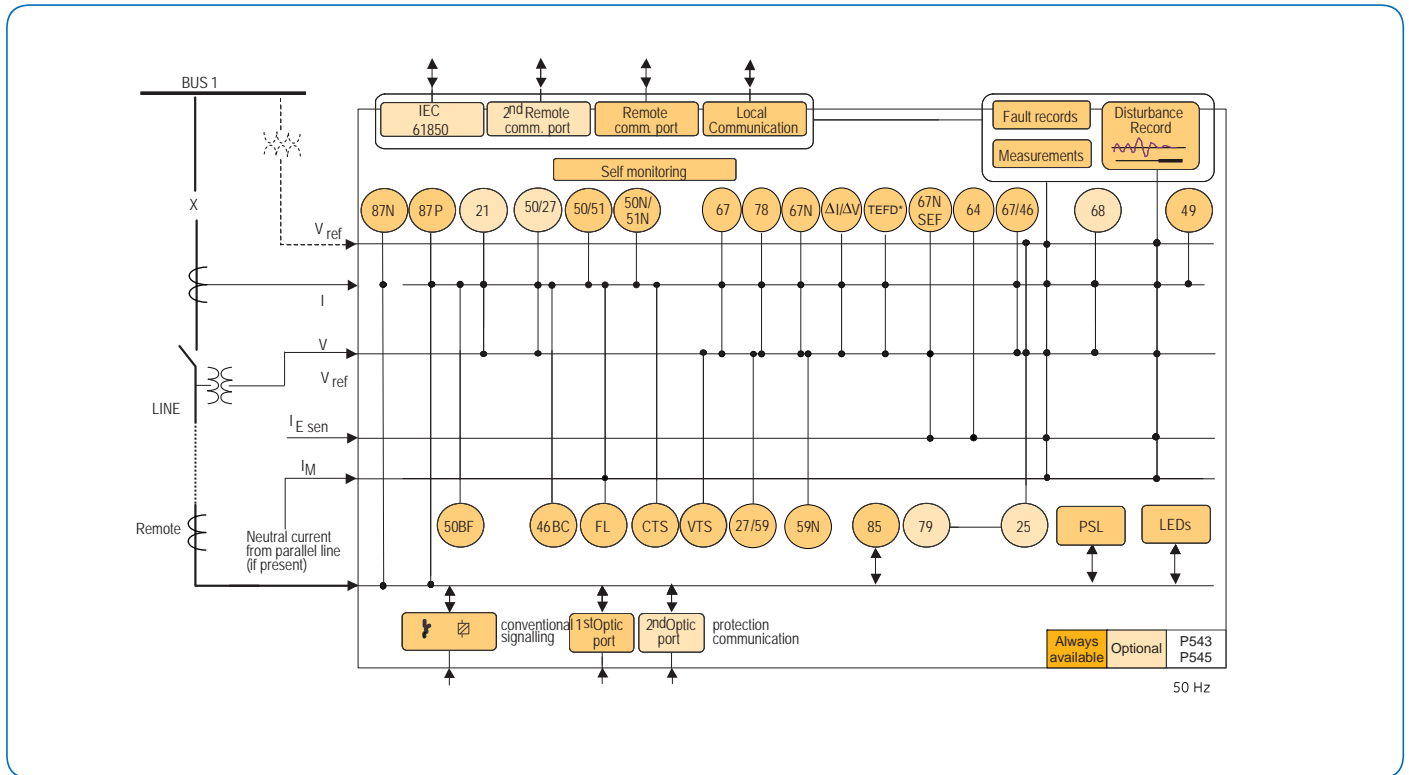 BUS 1
IEC
61850
2nd Remote
comm. port
Remote
comm. port
Local
Communication
Fault records
Measurements
Disturbance
Record
Self monitoring
X
87N
87P
21
50/27
50/51
50N/
51N
67
78
67N
ΔI/ΔV
TEFD*
67N
SEF
64
67/46
68
49
V ref
I
V
V ref
LINE
I E sen
I M
Remote
Neutral current
from parallel line
(if present)
50BF
46BC
FL
CTS
VTS
27/59
59N
85
79
25
PSL
LEDs
conventional
signalling
1st Optic
port
2nd Optic
port
protection
communication
Always
available
Optional
P543
P545
50 Hz